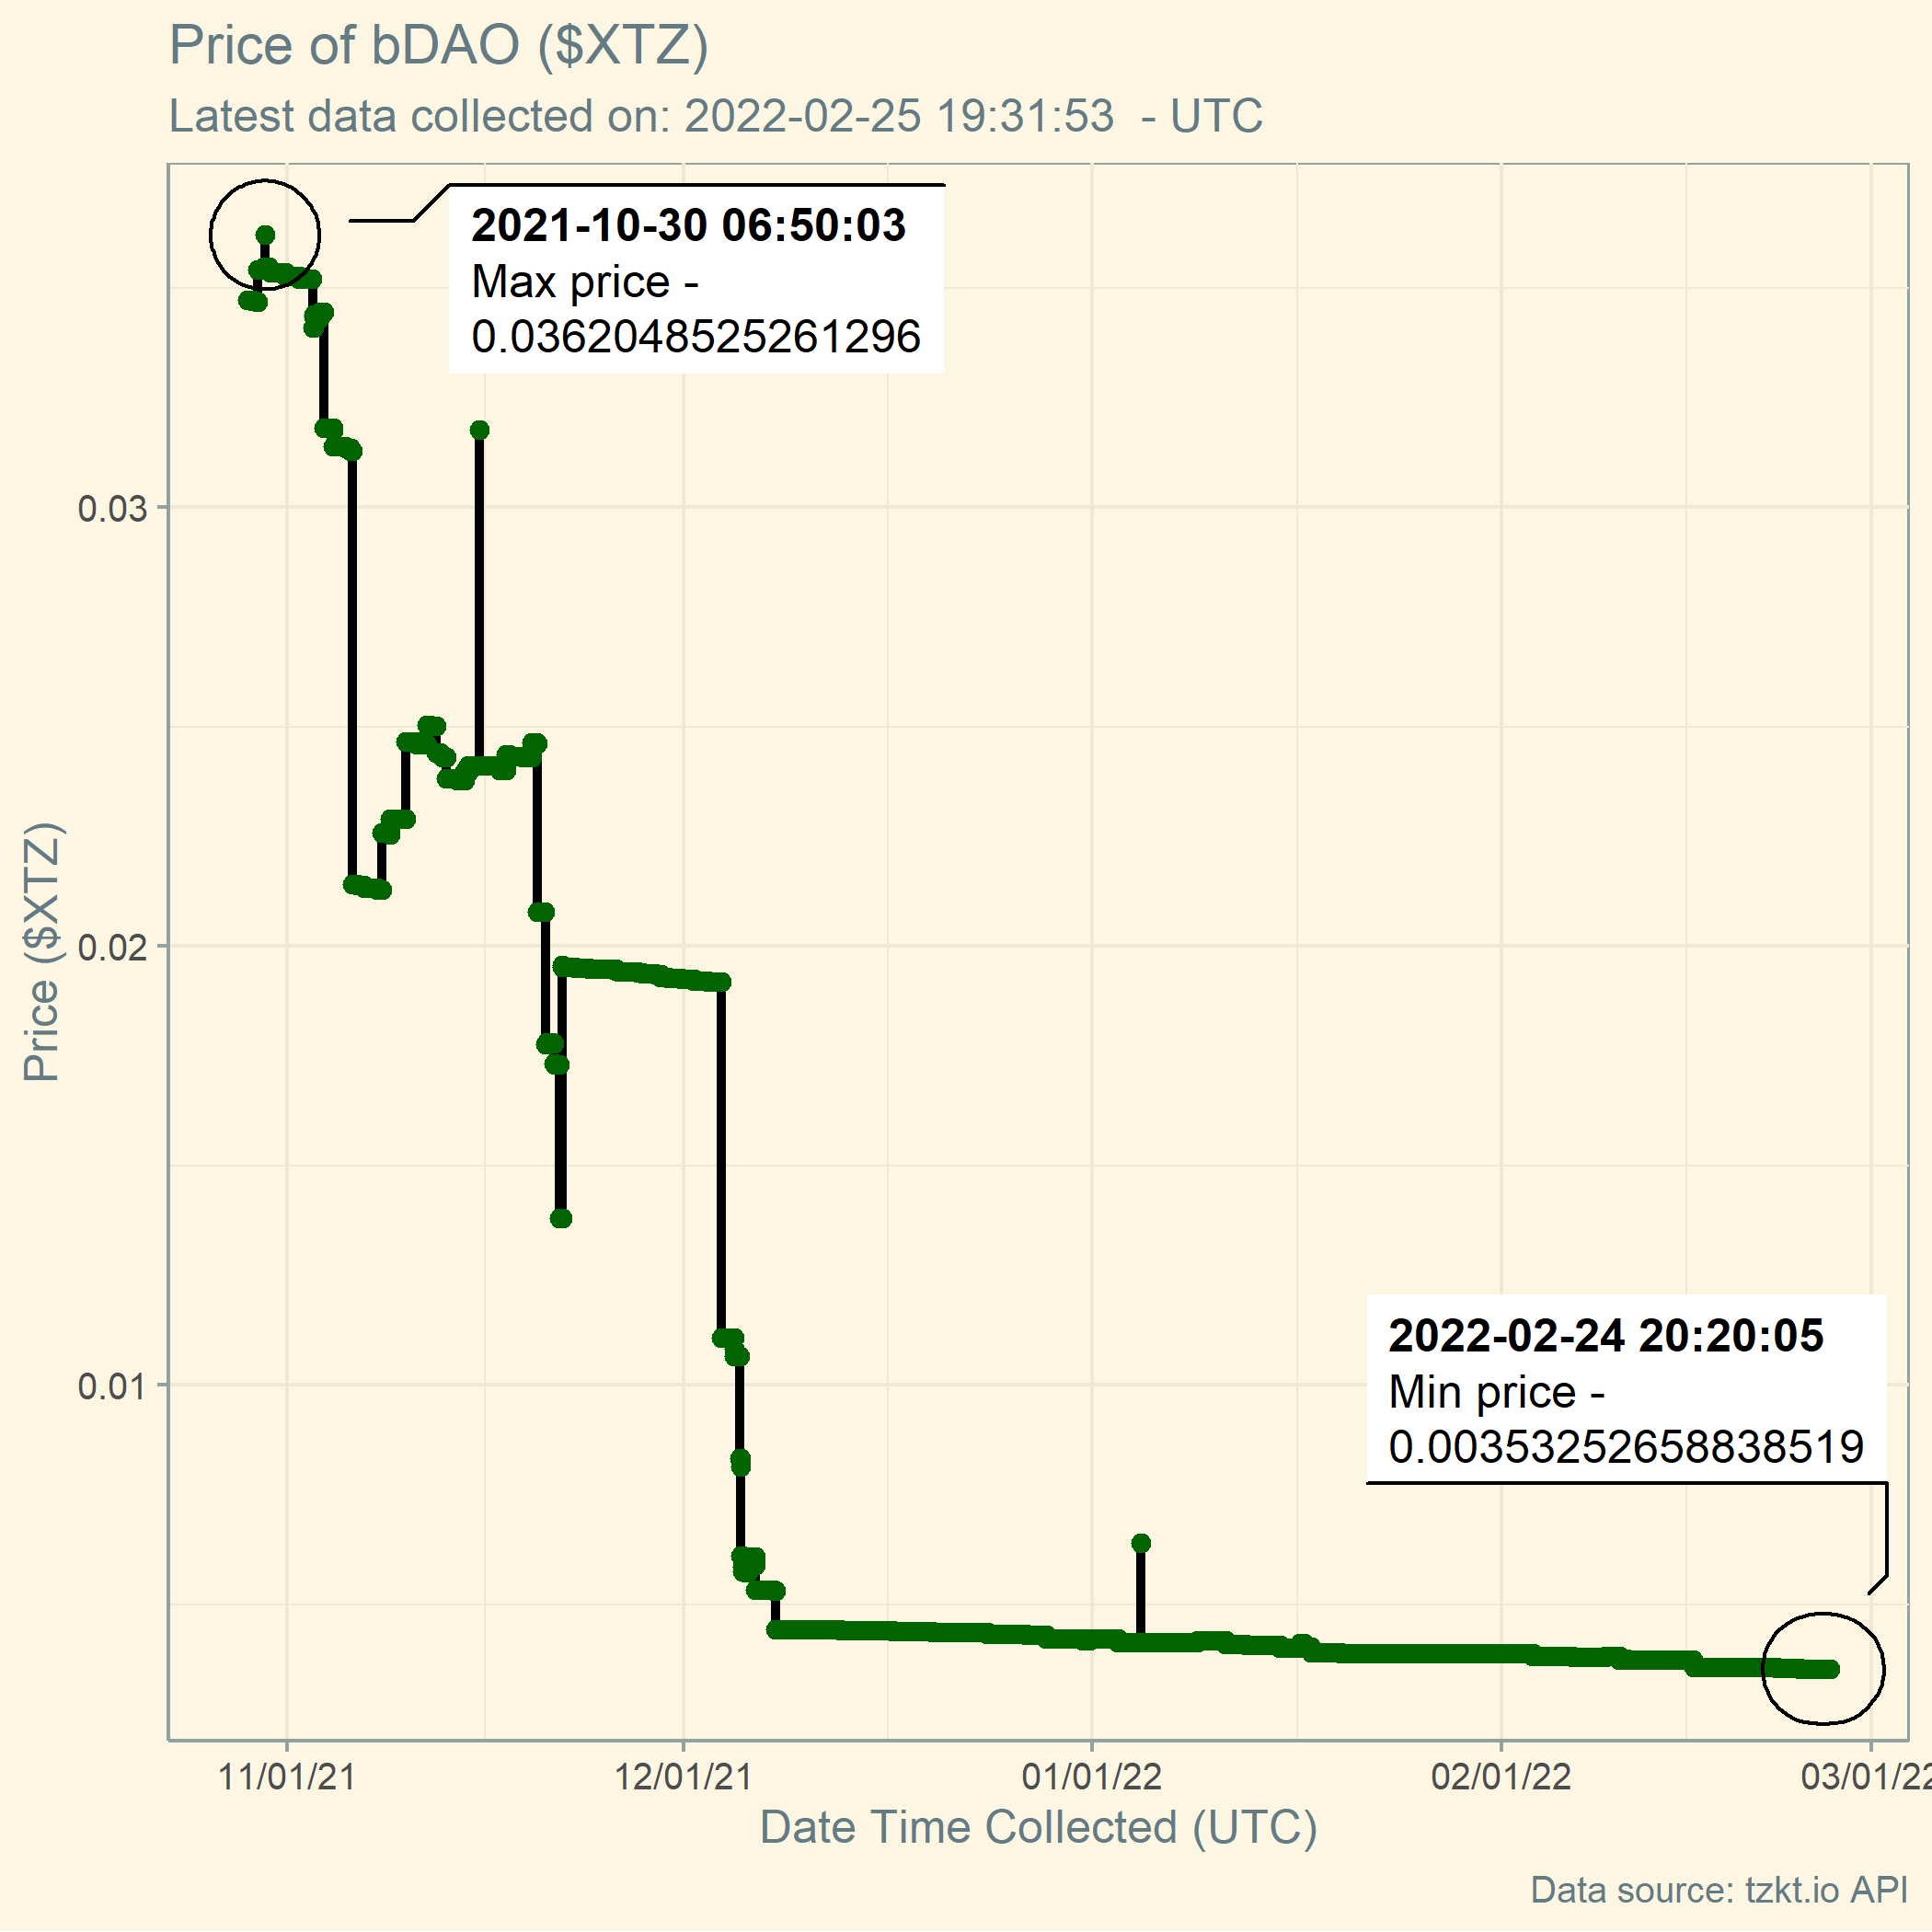 Price of bDAO ($XTZ)
Latest data collected on: 2022-02-25 19:31:53  - UTC
2021-10-30 06:50:03
Max price -
0.0362048525261296
0.03
0.02
0.01
Price ($XTZ)
2022-02-24 20:20:05
Min price -
0.00353252658838519
11/01/21
12/01/21
01/01/22
02/01/22
03/01/22
Date Time Collected (UTC)
Data source: tzkt.io API